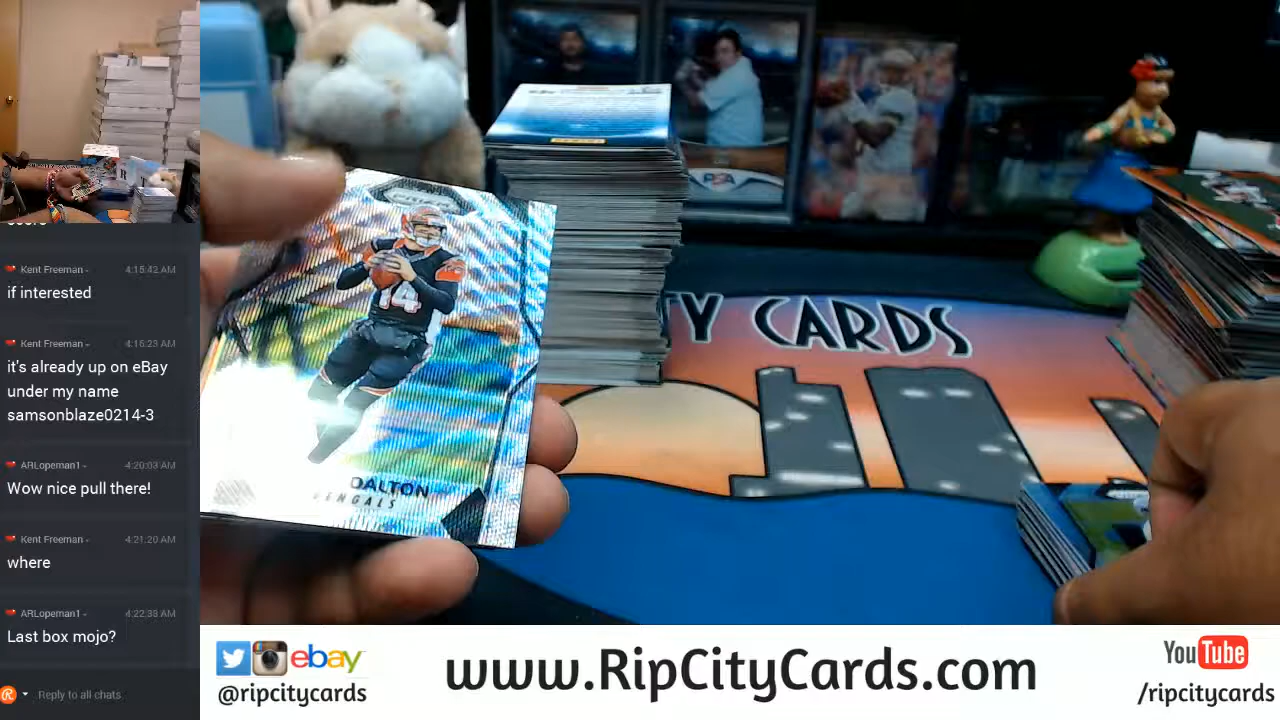 Kent Freeman
4:15:42 AM
if interested
Kent Freeman
4:16:23 AM
it's already up on eBay
under my name
samsonblaze0214-3
ARLopeman1
4:20:03 AM
Wow nice pull there!
Kent Freeman
4:21:20 AM
where
ARLopeman1
4:22:33 AM
Last box mojo?
Reply to all chats.
14
DALTON
BENGALS
PSA
TY CARDS
ebay
@ripcitycards
www.RipCityCards.com
YouTube
/ripcitycards